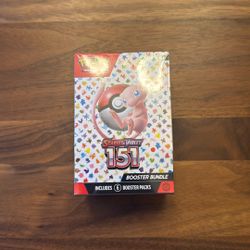 SCARLET & VIOLET
151
BOOSTER BUNDLE
INCLUDES 6 BOOSTER PACKS